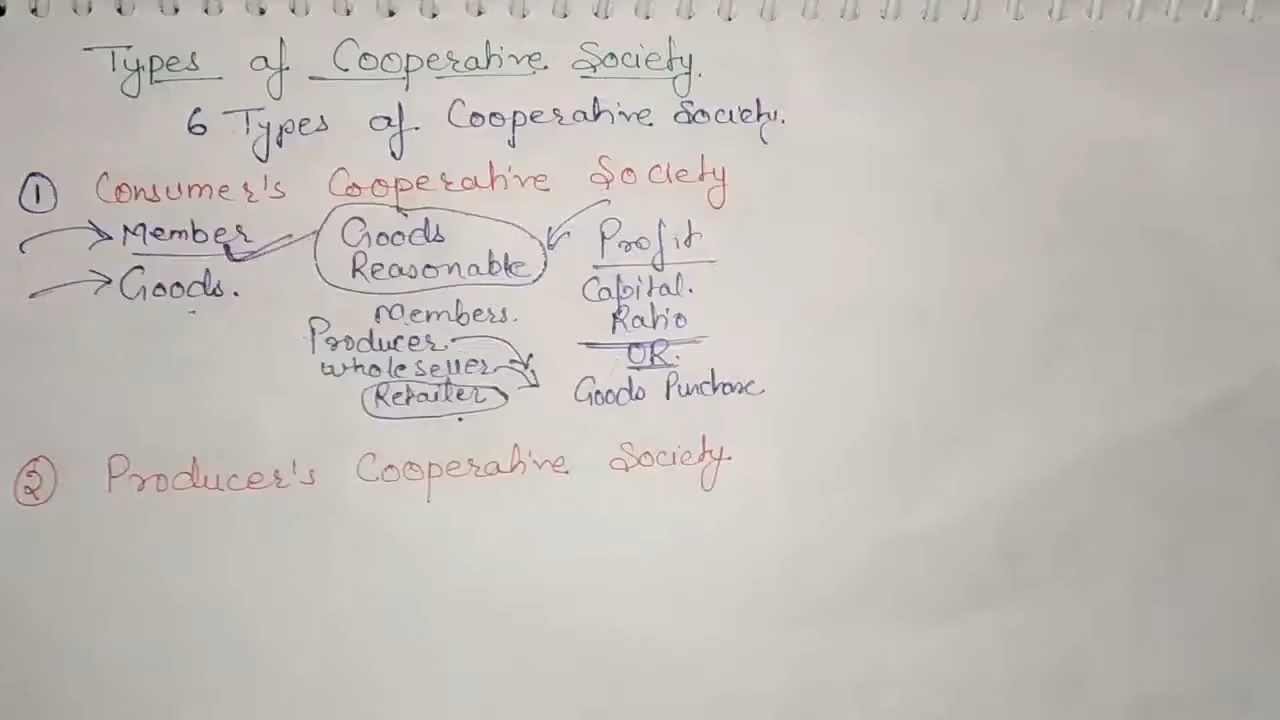 Types of Cooperative Society.
6 Types of Cooperative Society.
① Consumer's Cooperative Society
Member
Goods.
Goods
Reasonable
Members.
Producer.
wholeseller
Retailer
Profit
Capital.
Ratio
OR.
Goods Purchase
② Producer's Cooperative Society